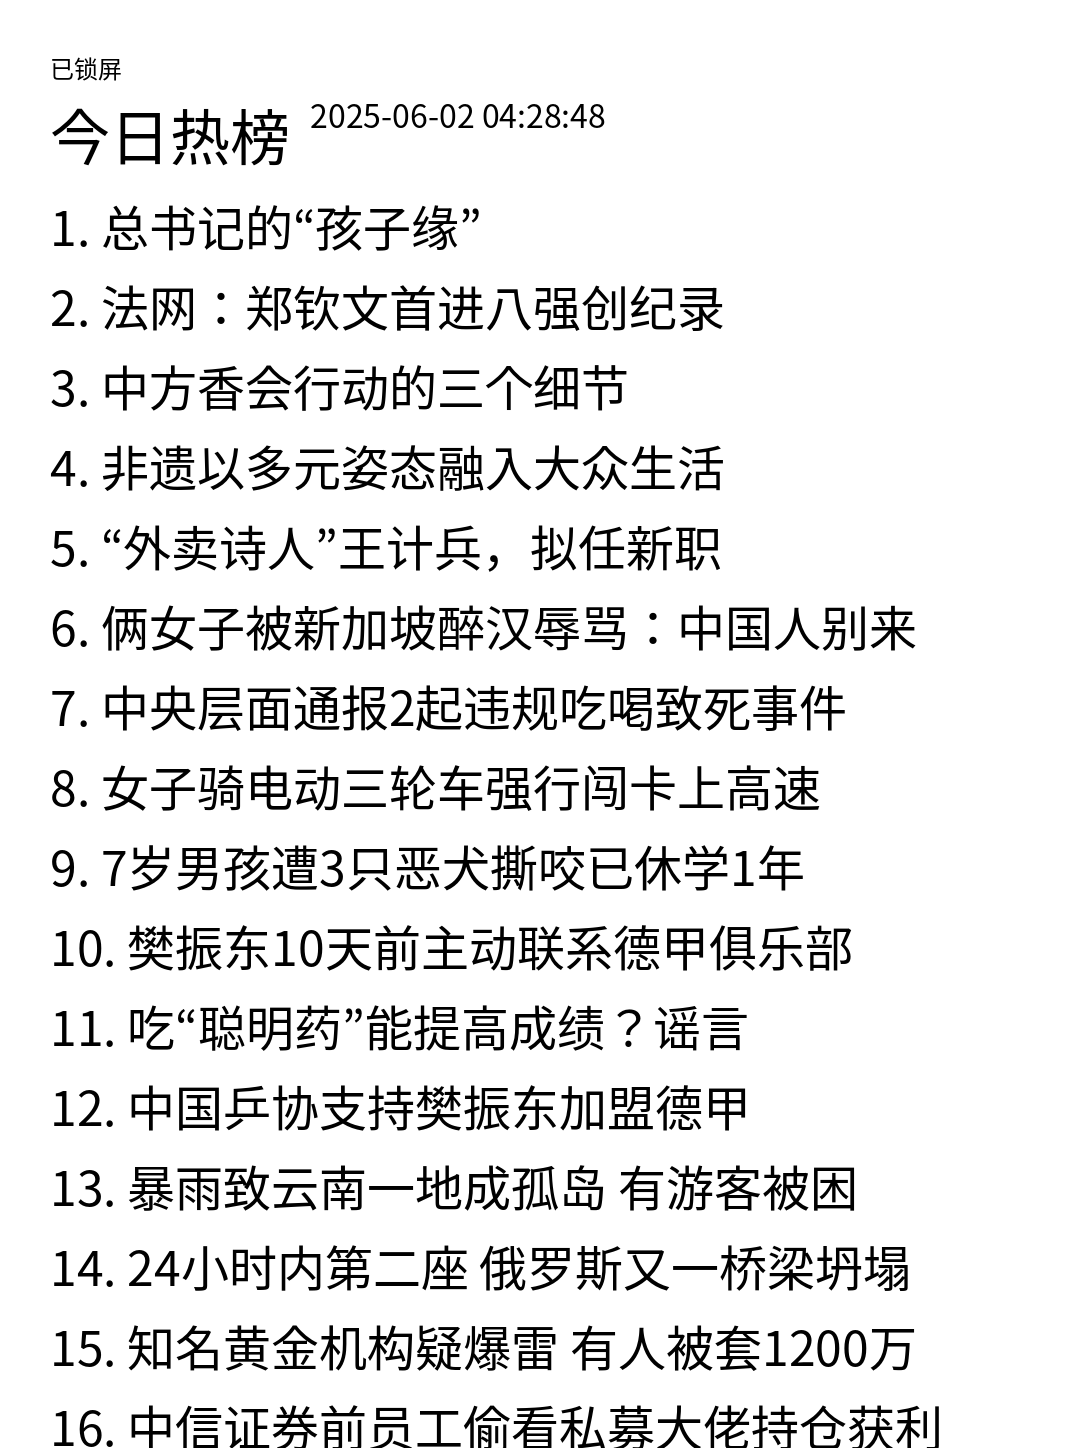 已锁屏
今日热榜 2025-06-02 04:28:48
1. 总书记的“孩子缘”
2. 法网：郑钦文首进八强创纪录
3. 中方香会行动的三个细节
4. 非遗以多元姿态融入大众生活
5. “外卖诗人”王计兵，拟任新职
6. 俩女子被新加坡醉汉辱骂：中国人别来
7. 中央层面通报2起违规吃喝致死事件
8. 女子骑电动三轮车强行闯卡上高速
9. 7岁男孩遭3只恶犬撕咬已休学1年
10. 樊振东10天前主动联系德甲俱乐部
11. 吃“聪明药”能提高成绩？谣言
12. 中国乒协支持樊振东加盟德甲
13. 暴雨致云南一地成孤岛 有游客被困
14. 24小时内第二座 俄罗斯又一桥梁坍塌
15. 知名黄金机构疑爆雷 有人被套1200万
16. 中信证券前员工偷看私募大佬持仓获利